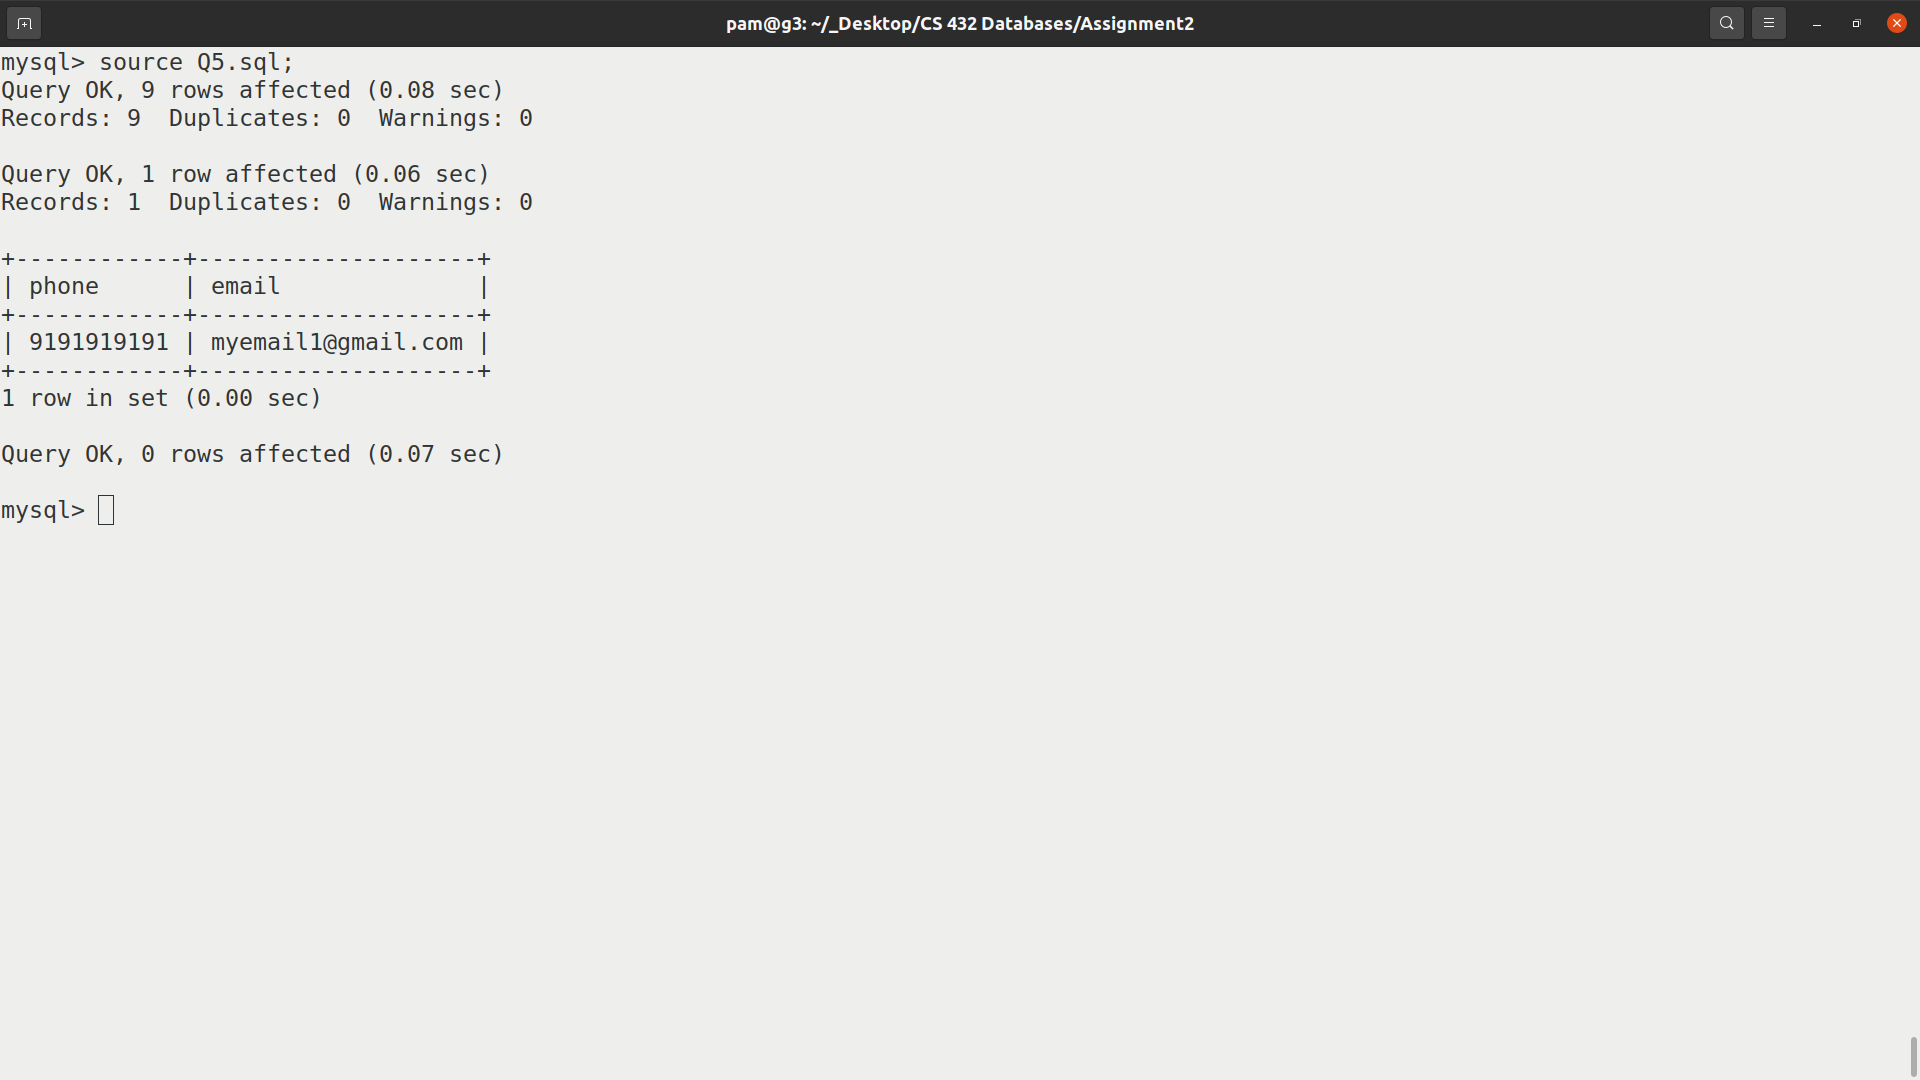 pam@g3: ~/_Desktop/CS 432 Databases/Assignment2
mysql> source Q5.sql;
Query OK, 9 rows affected (0.08 sec)
Records: 9  Duplicates: 0  Warnings: 0

Query OK, 1 row affected (0.06 sec)
Records: 1  Duplicates: 0  Warnings: 0

+------------+--------------------+
| phone      | email              |
+------------+--------------------+
| 9191919191 | myemail1@gmail.com |
+------------+--------------------+
1 row in set (0.00 sec)

Query OK, 0 rows affected (0.07 sec)

mysql>